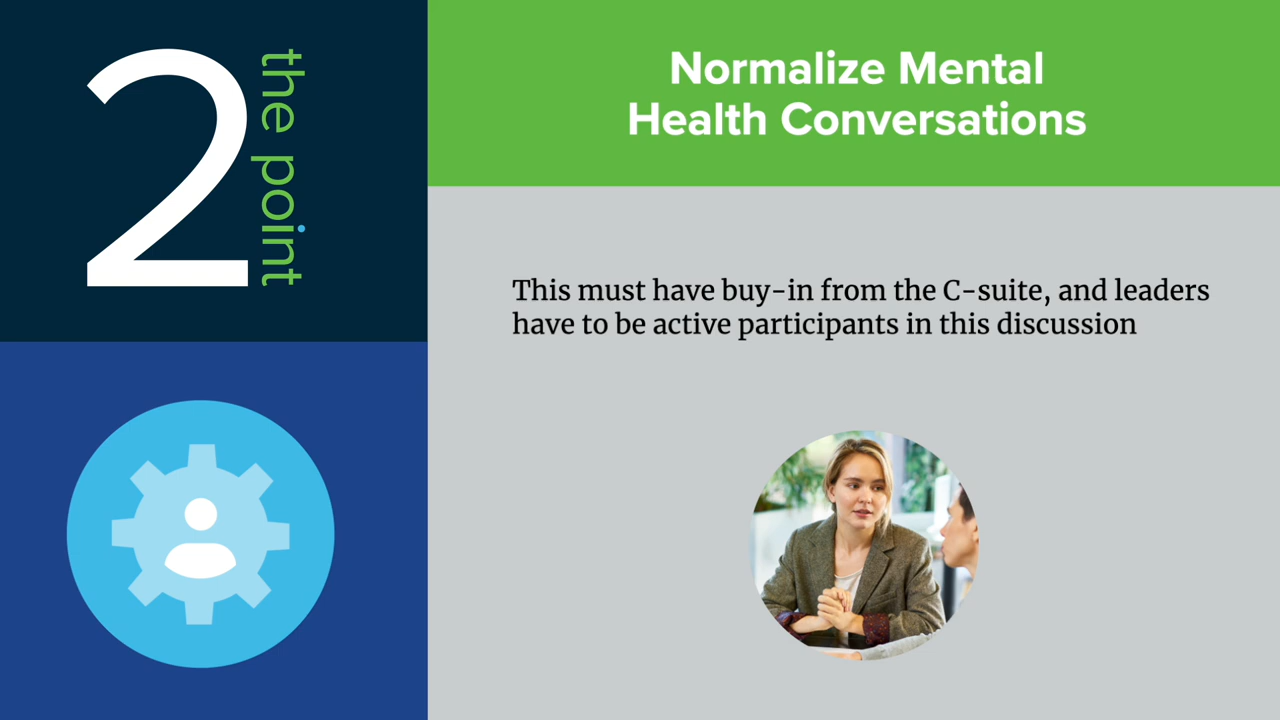 2
the point
Normalize Mental
Health Conversations
This must have buy-in from the C-suite, and leaders
have to be active participants in this discussion